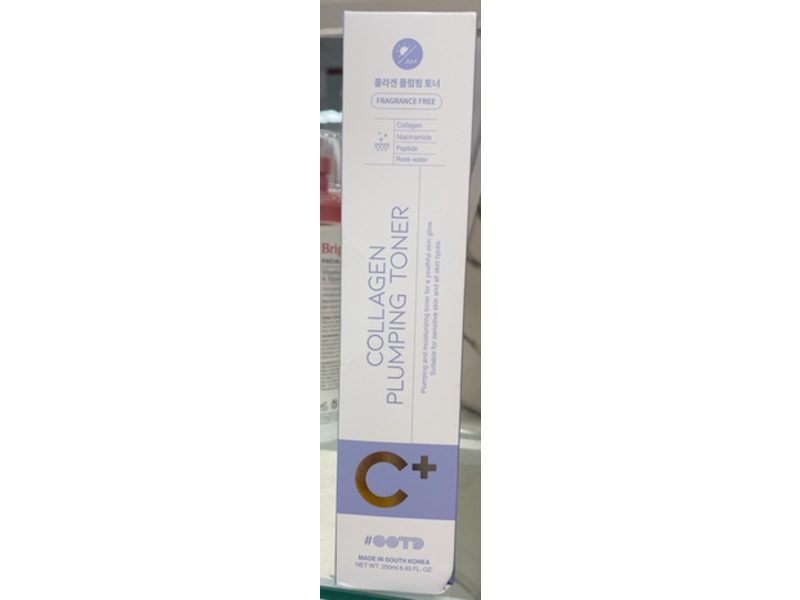 AM
콜라겐 플럼핑 토너
FRAGRANCE FREE
Collagen
Niacinamide
Peptide
Rose water
COLLAGEN
PLUMPING TONER
Plumping and moisturizing toner for a youthful skin glow.
Suitable for sensitive skin and all skin types.
C+
#OOTD
MADE IN SOUTH KOREA
NET WT. 250ml 8.45 FL. OZ.
Brig
FACIAL